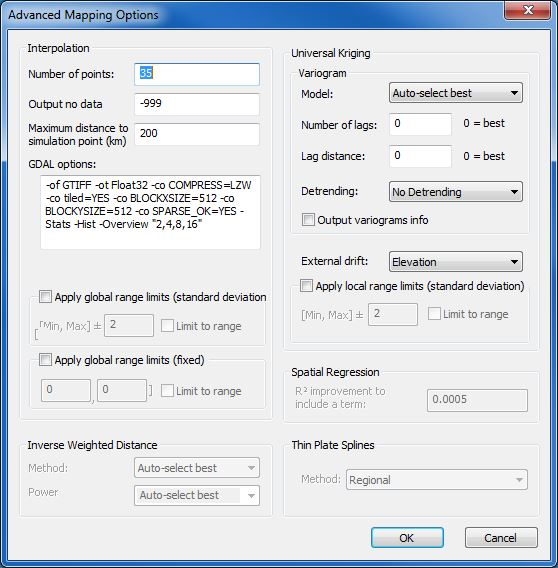 Advanced Mapping Options
Interpolation
Number of points: 35
Output no data -999
Maximum distance to
simulation point (km) 200
GDAL options:
-of GTIFF -ot Float32 -co COMPRESS=LZW
-co tiled=YES -co BLOCKXSIZE=512 -co
BLOCKYSIZE=512 -co SPARSE_OK=YES -
Stats -Hist -Overview "2,4,8,16"
Apply global range limits (standard deviation
[Min, Max] ± 2 Limit to range
[
Apply global range limits (fixed)
0 , 0 ] Limit to range
Inverse Weighted Distance
Method: Auto-select best
Power Auto-select best
Universal Kriging
Variogram
Model: Auto-select best
Number of lags: 0 0 = best
Lag distance: 0 0 = best
Detrending: No Detrending
Output variograms info
External drift: Elevation
Apply local range limits (standard deviation)
[Min, Max] ± 2 Limit to range
Spatial Regression
R² improvement to
include a term: 0.0005
Thin Plate Splines
Method: Regional
OK Cancel